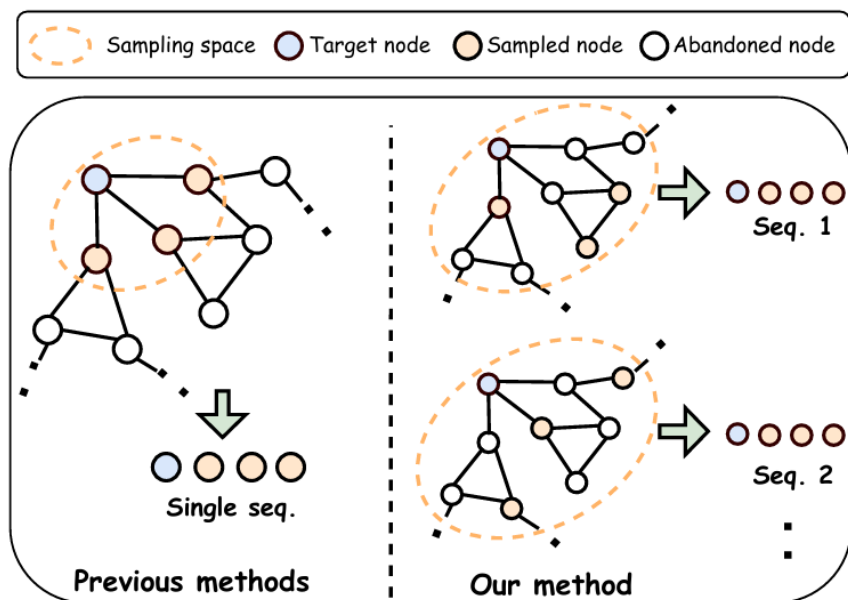 Sampling space Target node Sampled node Abandoned node
Seq. 1
Single seq.
Seq. 2
Previous methods
Our method